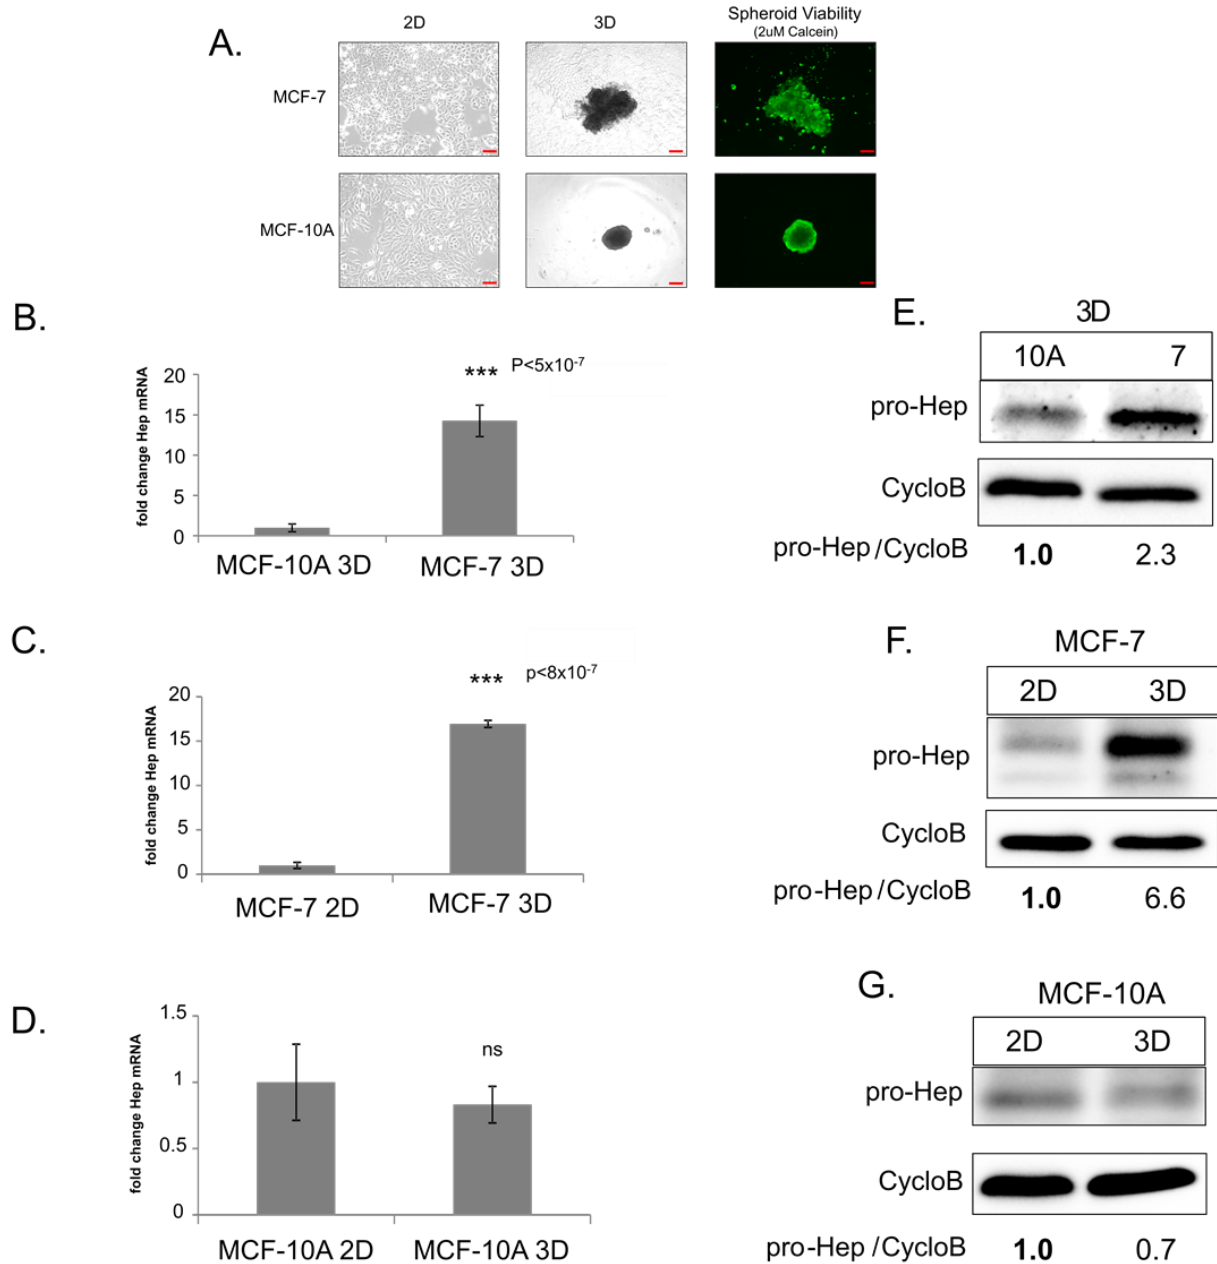 A.
2D
3D
Spheroid Viability
(2uM Calcein)
MCF-7
MCF-10A
B.
fold change Hep mRNA
20
15
10
5
0
***
P<5x10⁻⁷
MCF-10A 3D
MCF-7 3D
C.
fold change Hep mRNA
20
15
10
5
0
***
p<8x10⁻⁷
MCF-7 2D
MCF-7 3D
D.
fold change Hep mRNA
1.5
1
0.5
0
ns
MCF-10A 2D
MCF-10A 3D
E.
3D
10A 7
pro-Hep
CycloB
pro-Hep/CycloB 1.0 2.3
F.
MCF-7
2D 3D
pro-Hep
CycloB
pro-Hep/CycloB 1.0 6.6
G.
MCF-10A
2D 3D
pro-Hep
CycloB
pro-Hep/CycloB 1.0 0.7